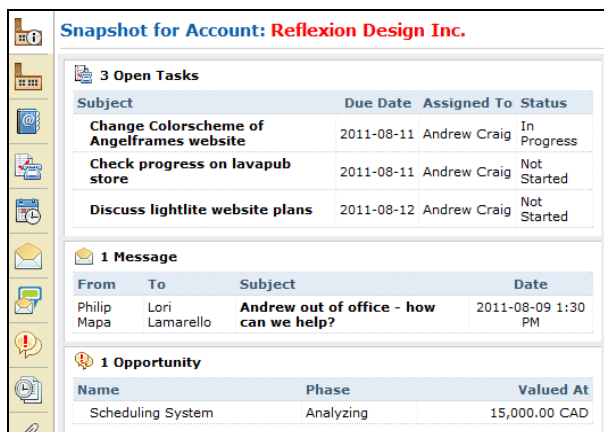 Snapshot for Account: Reflexion Design Inc.
3 Open Tasks
Subject Due Date Assigned To Status
Change Colorscheme of Angelframes website 2011-08-11 Andrew Craig In Progress
Check progress on lavapub store 2011-08-11 Andrew Craig Not Started
Discuss lightlite website plans 2011-08-12 Andrew Craig Not Started
1 Message
From To Subject Date
Philip Mapa Lori Lamarello Andrew out of office - how can we help? 2011-08-09 1:30 PM
1 Opportunity
Name Phase Valued At
Scheduling System Analyzing 15,000.00 CAD